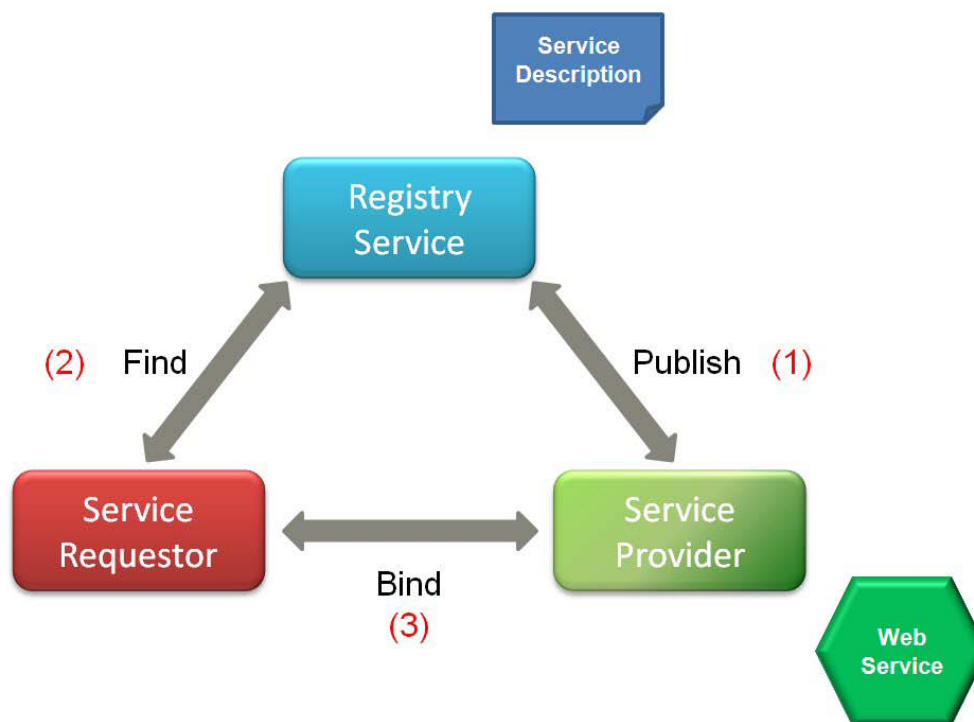 Service
Description
Registry
Service
(2) Find
Publish (1)
Service
Requestor
Service
Provider
Bind
(3)
Web
Service